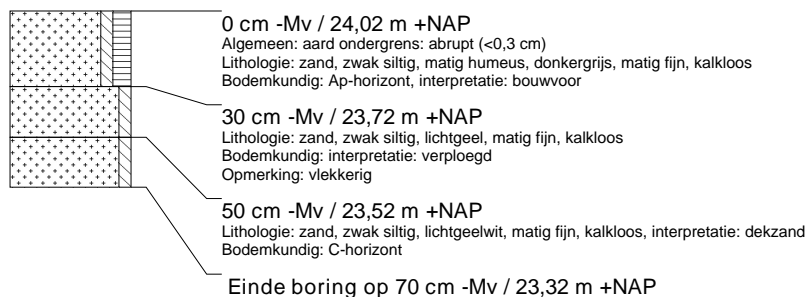 0 cm -Mv / 24,02 m +NAP
Algemeen: aard ondergrens: abrupt (<0,3 cm)
Lithologie: zand, zwak siltig, matig humeus, donkergrijs, matig fijn, kalkloos
Bodemkundig: Ap-horizont, interpretatie: bouwvoor
30 cm -Mv / 23,72 m +NAP
Lithologie: zand, zwak siltig, lichtgeel, matig fijn, kalkloos
Bodemkundig: interpretatie: verploegd
Opmerking: vlekkerig
50 cm -Mv / 23,52 m +NAP
Lithologie: zand, zwak siltig, lichtgeelwit, matig fijn, kalkloos, interpretatie: dekzand
Bodemkundig: C-horizont
Einde boring op 70 cm -Mv / 23,32 m +NAP